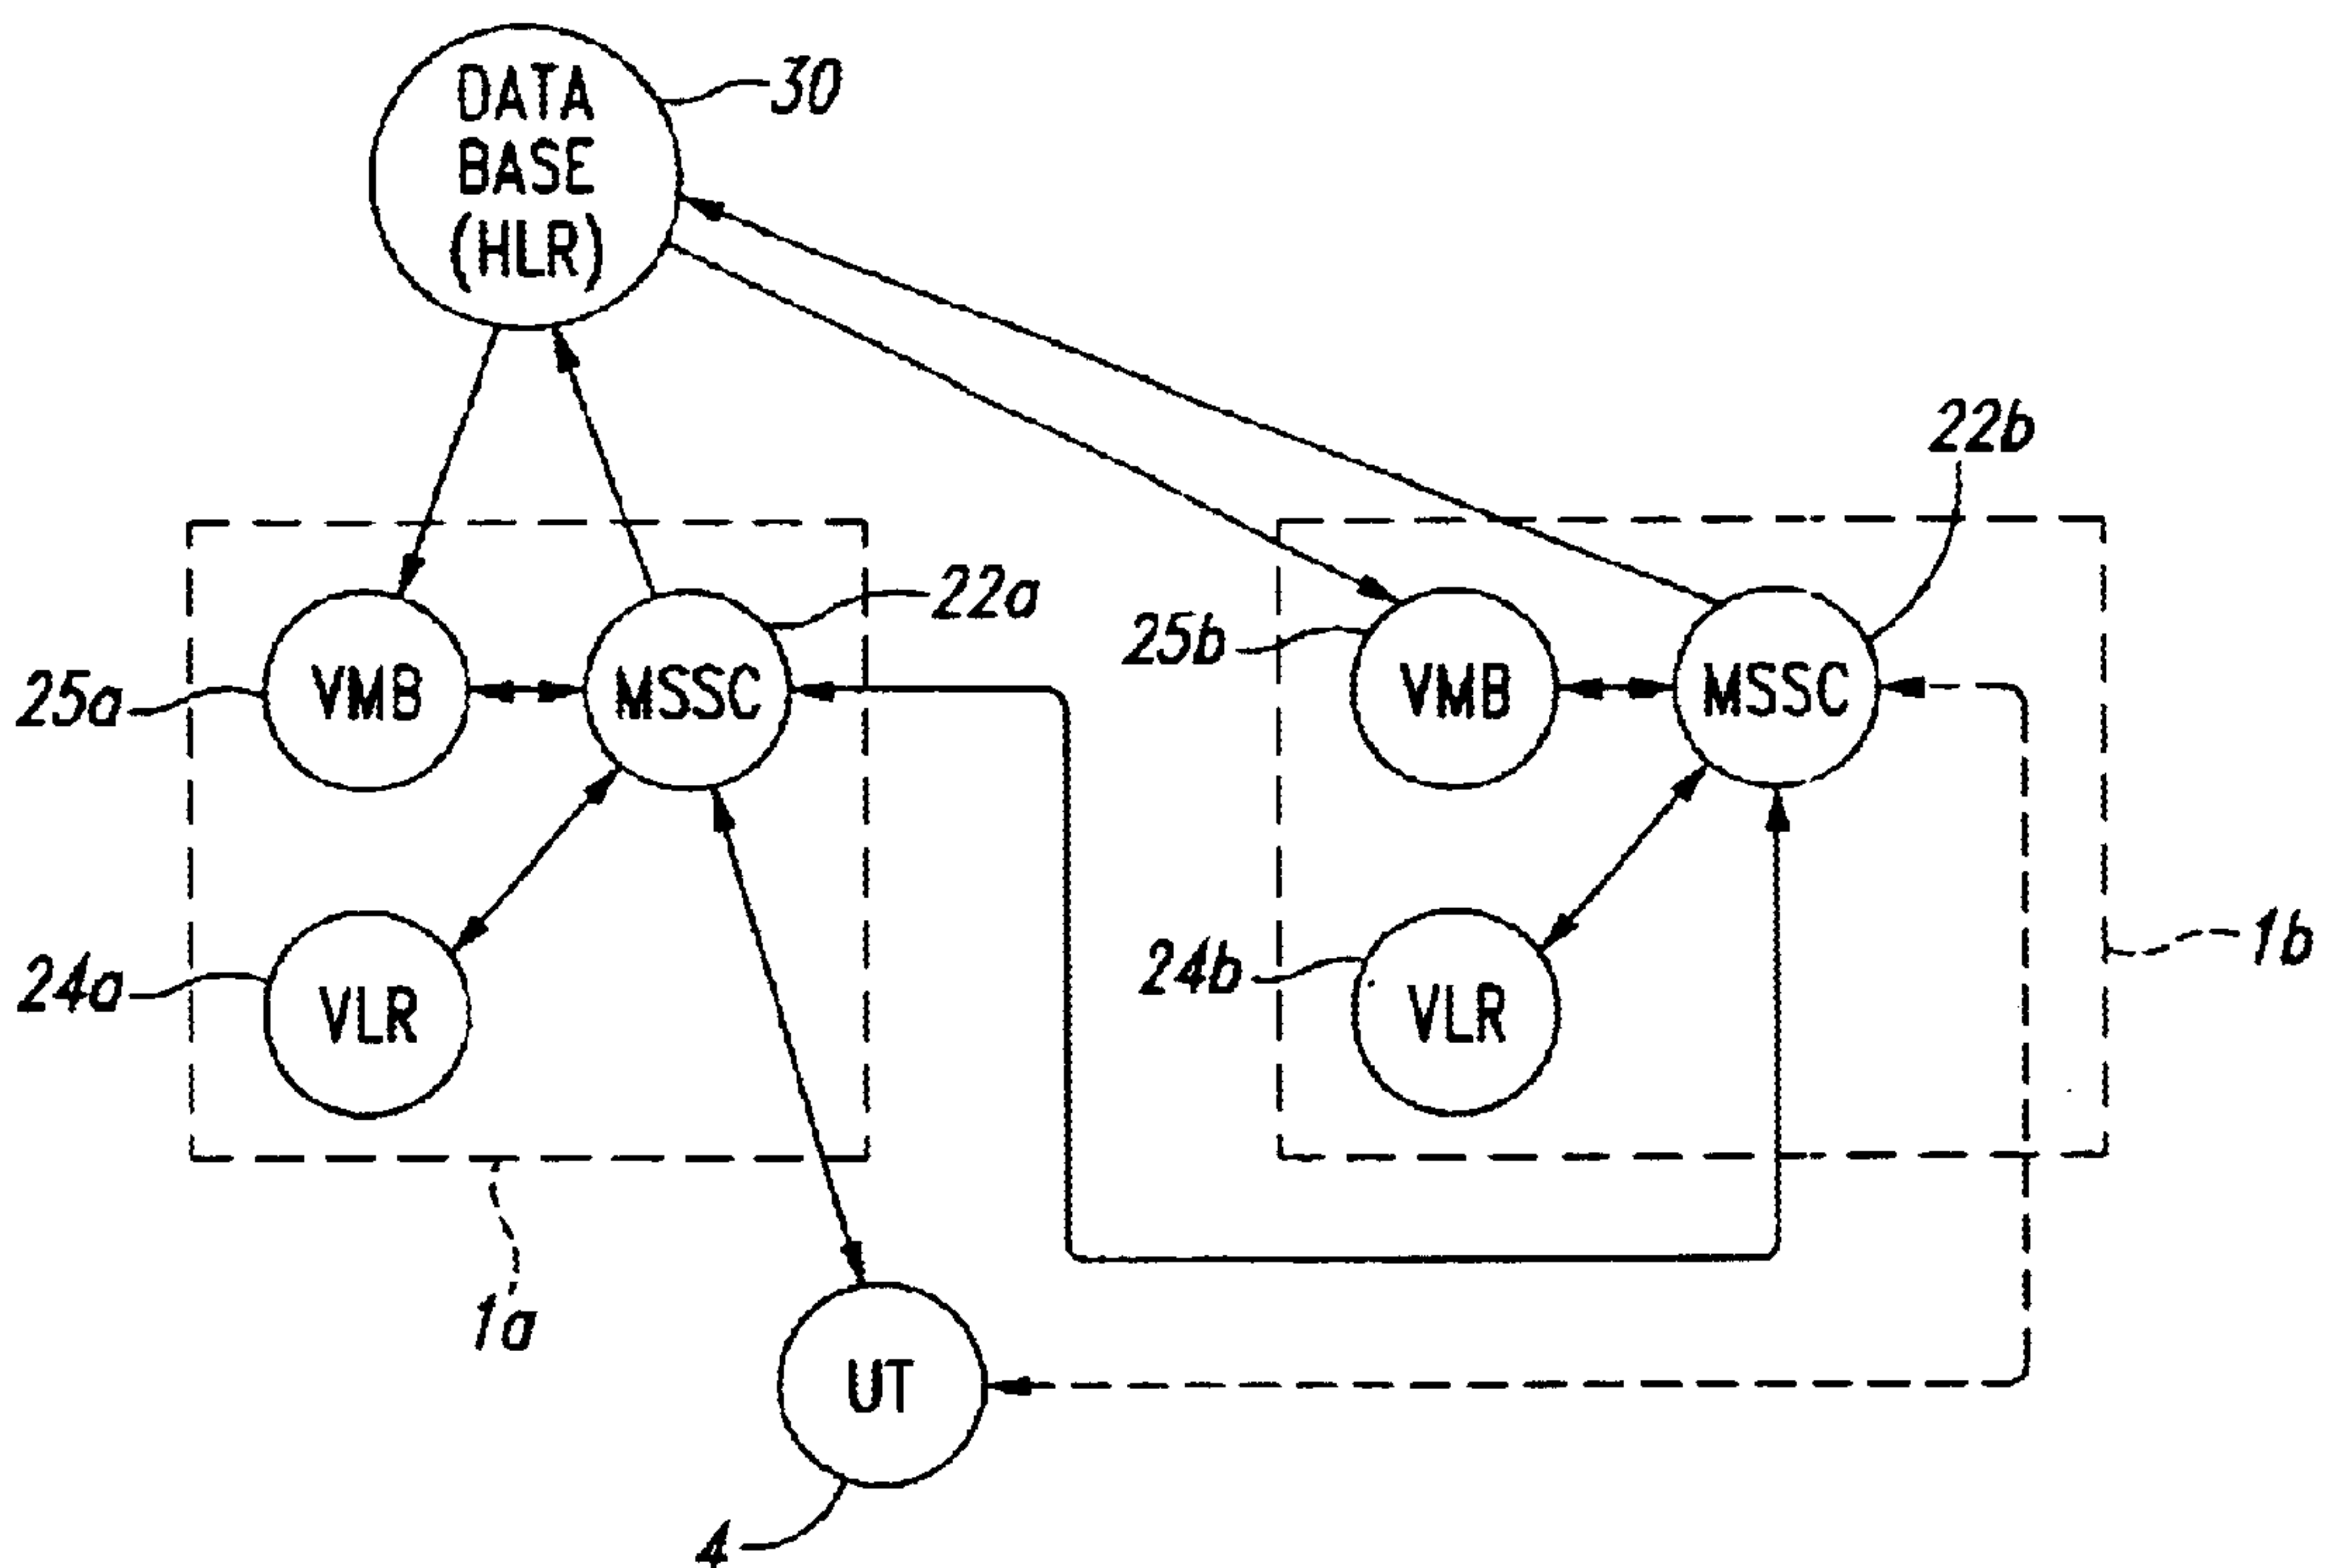 DATA
BASE
(HLR)
30
22b
22a
25a
VMB
MSSC
25b
VMB
MSSC
24a
VLR
24b
VLR
1b
1a
UT
4